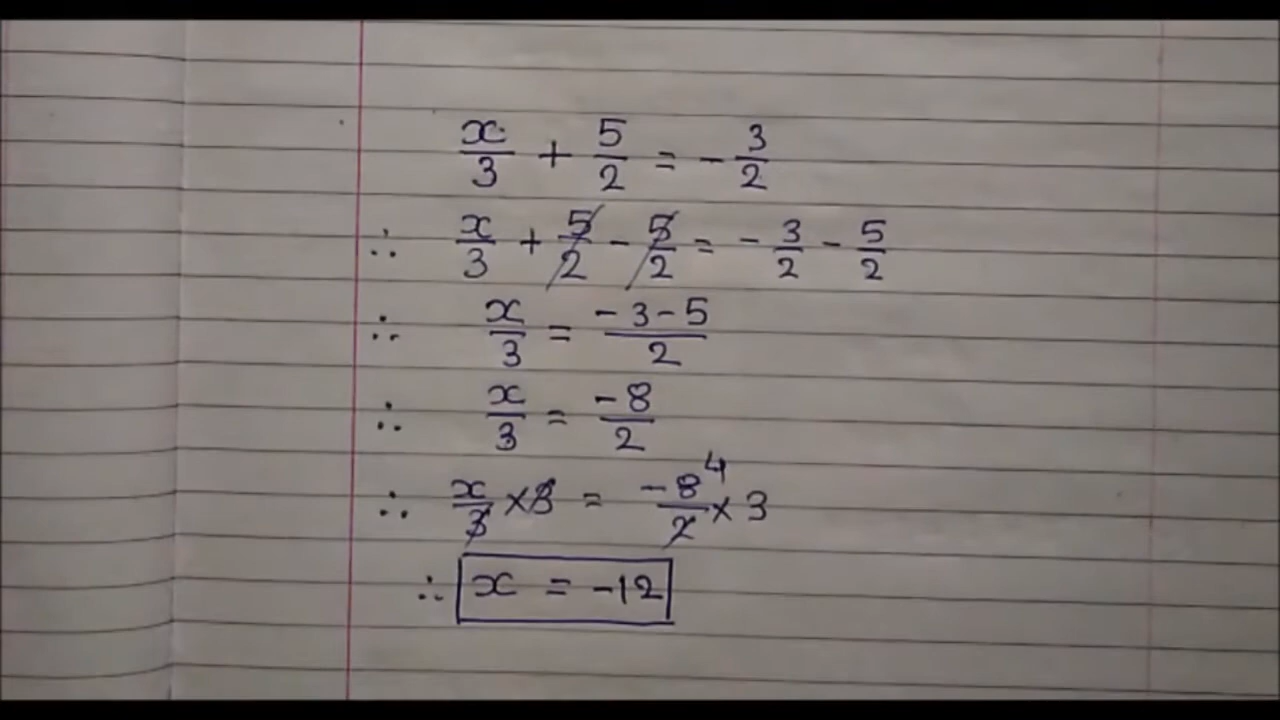 x/3 + 5/2 = - 3/2
∴ x/3 + 5/2 - 5/2 = - 3/2 - 5/2
∴ x/3 = -3-5/2
∴ x/3 = -8/2
∴ x/3 × 3 = -8/2 4 × 3
∴ x = -12